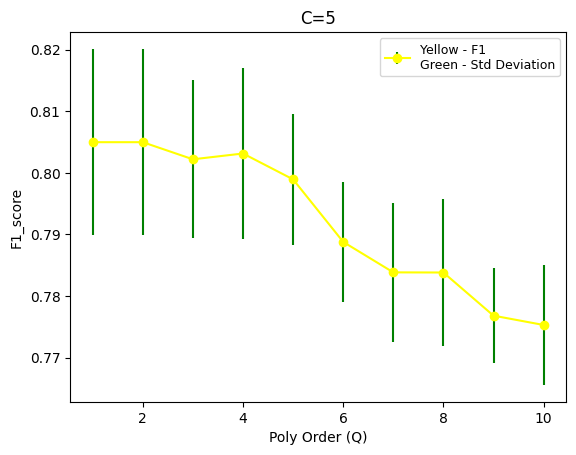 C=5
Yellow - F1
Green - Std Deviation
0.82
0.81
0.80
0.79
0.78
0.77
F1_score
2 4 6 8 10
Poly Order (Q)